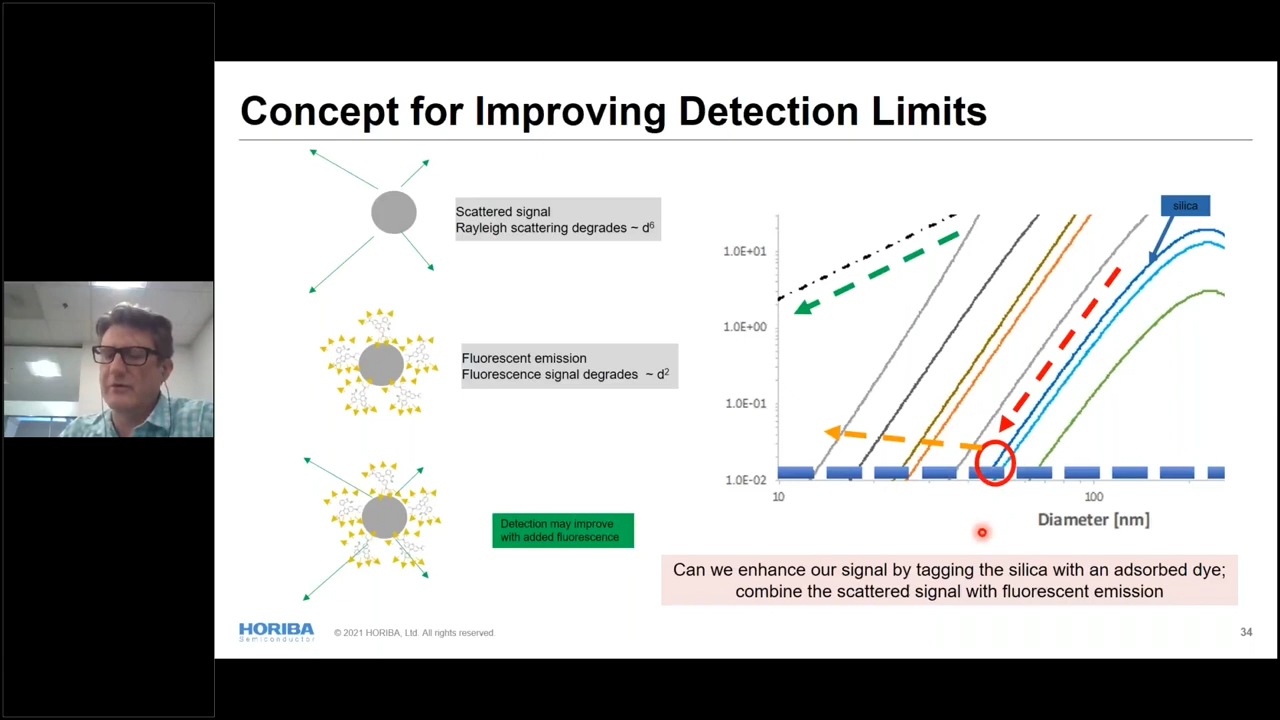 Concept for Improving Detection Limits
Scattered signal
Rayleigh scattering degrades ~ d⁶
Fluorescent emission
Fluorescence signal degrades ~ d²
Detection may improve
with added fluorescence
silica
1.0E+01
1.0E+00
1.0E-01
1.0E-02
10
100
Diameter [nm]
Can we enhance our signal by tagging the silica with an adsorbed dye;
combine the scattered signal with fluorescent emission
HORIBA
Semiconductor
© 2021 HORIBA, Ltd. All rights reserved
34